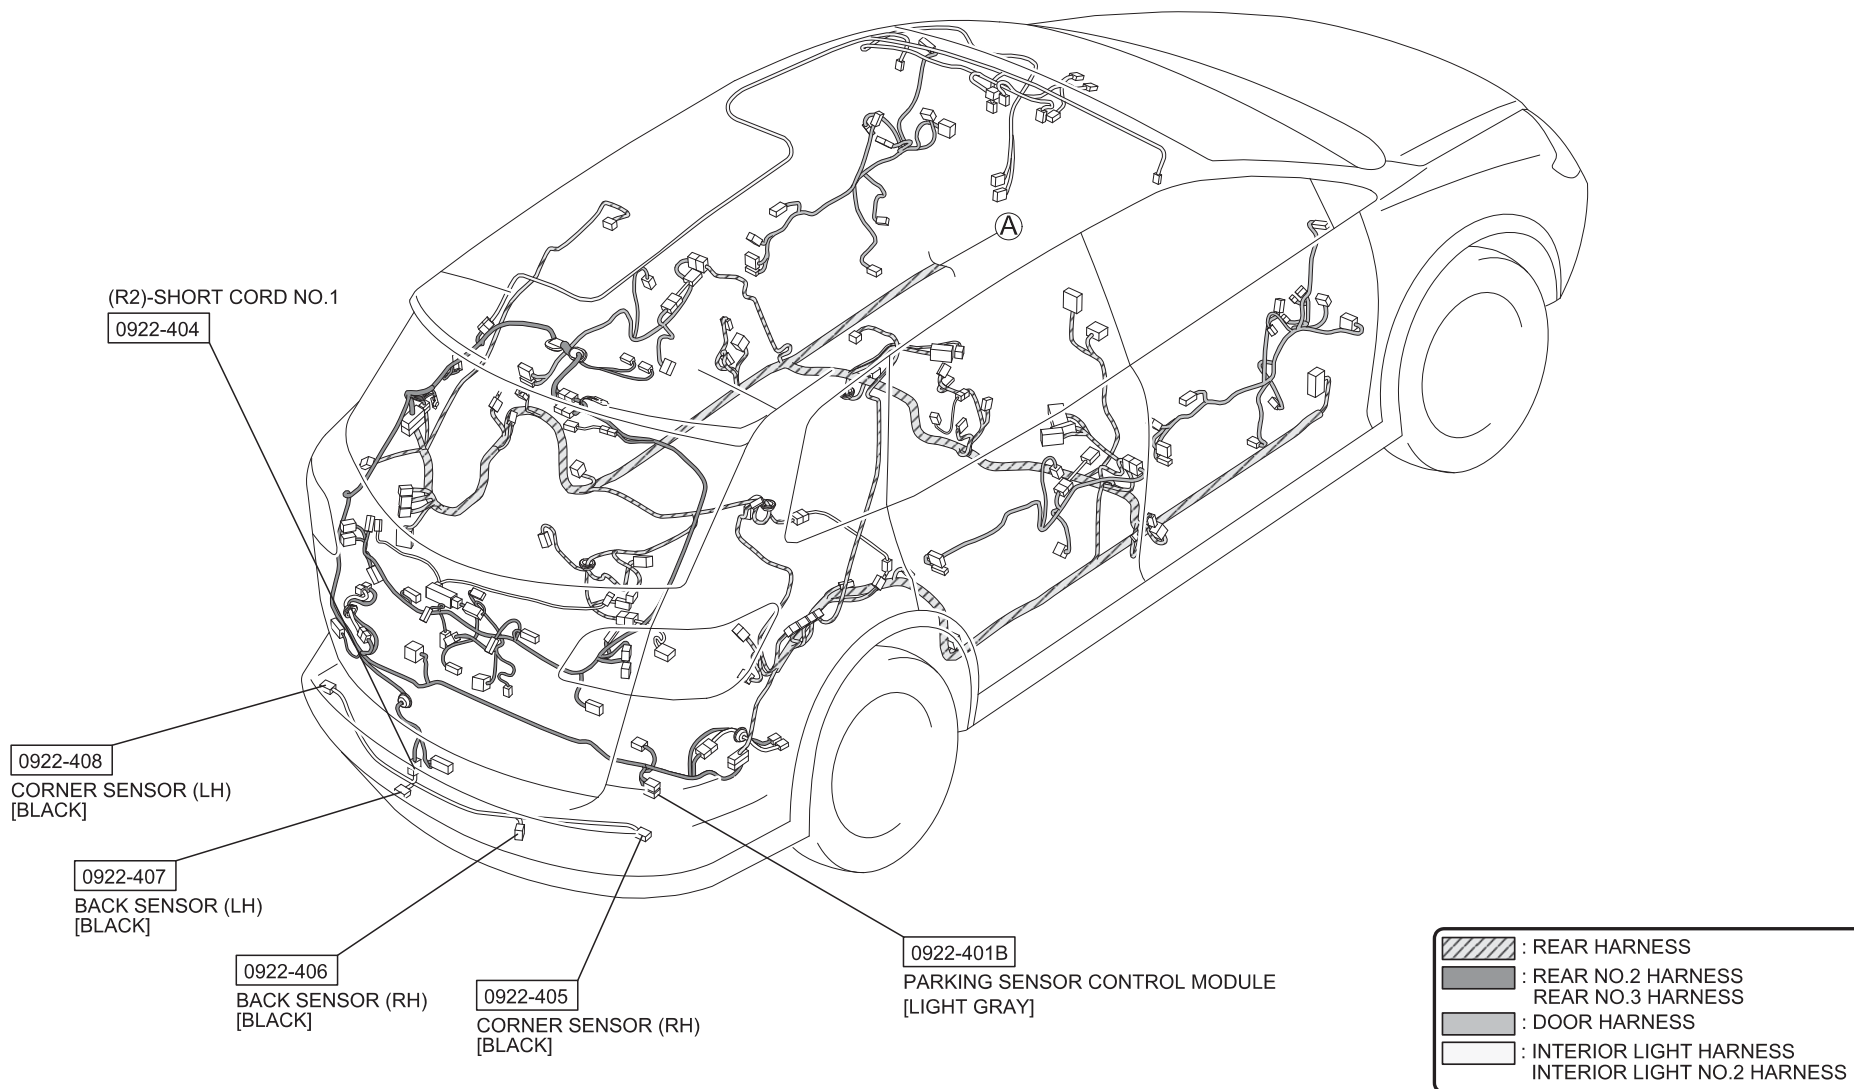 A
(R2)-SHORT CORD NO.1
0922-404
0922-408
CORNER SENSOR (LH)
[BLACK]
0922-407
BACK SENSOR (LH)
[BLACK]
0922-406
BACK SENSOR (RH)
[BLACK]
0922-405
CORNER SENSOR (RH)
[BLACK]
0922-401B
PARKING SENSOR CONTROL MODULE
[LIGHT GRAY]
: REAR HARNESS
: REAR NO.2 HARNESS
REAR NO.3 HARNESS
: DOOR HARNESS
: INTERIOR LIGHT HARNESS
INTERIOR LIGHT NO.2 HARNESS